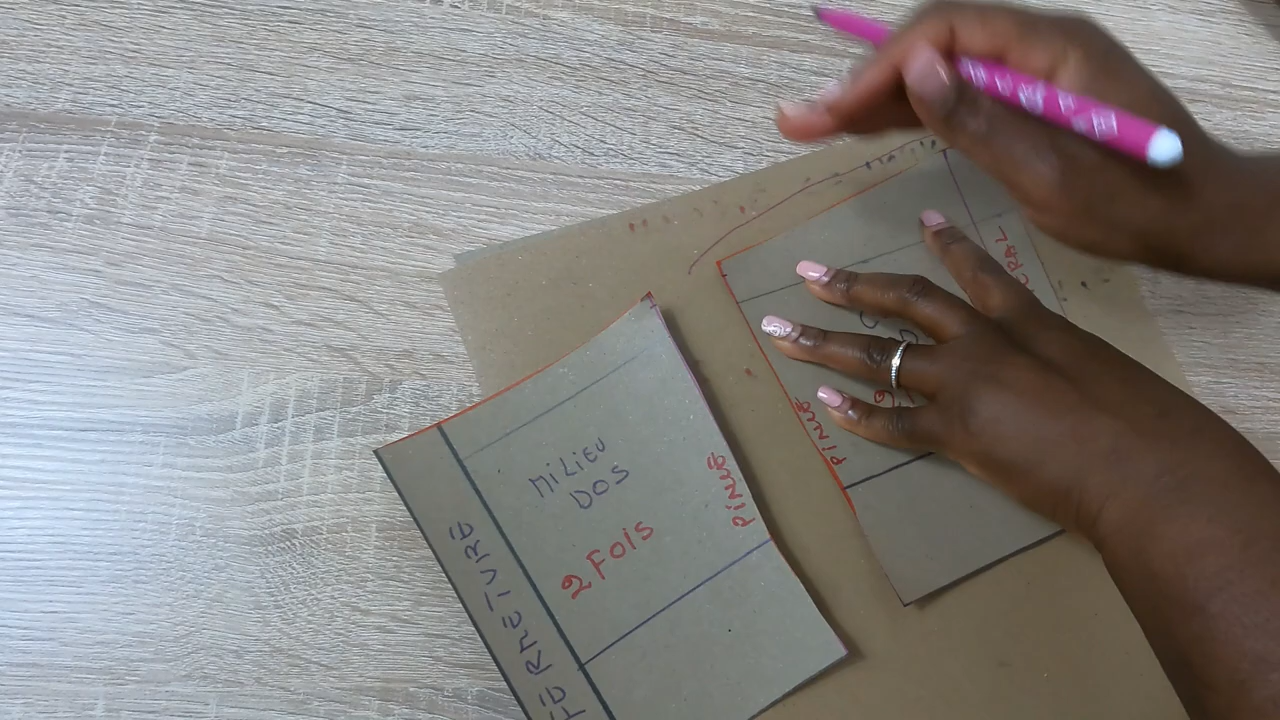 FERMETURE
MILIEU
DOS
2 FOIS
PINCE
PINCE